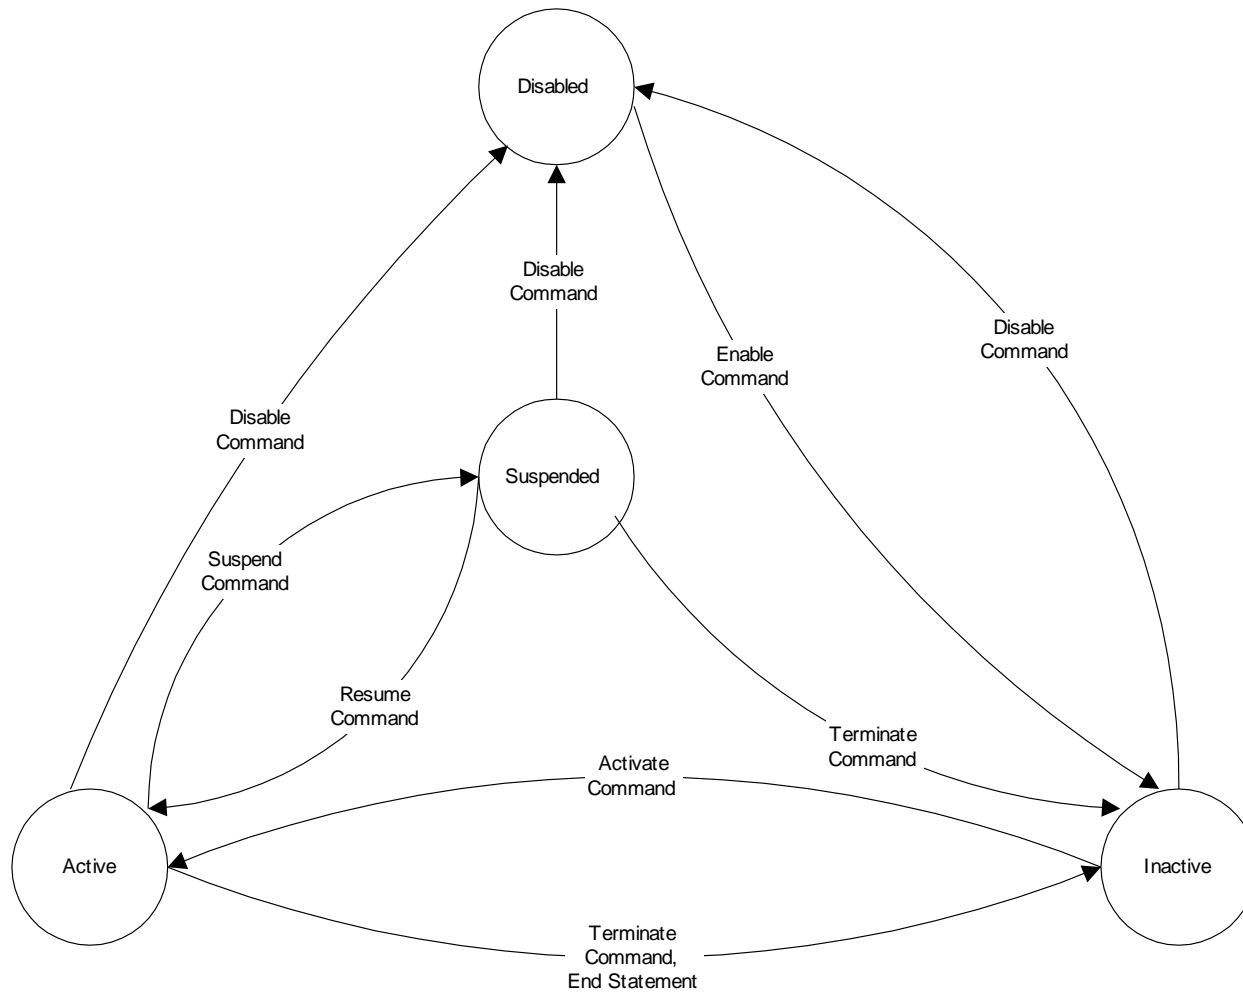 Disabled
Disable
Command
Disable
Command
Enable
Command
Disable
Command
Suspended
Suspend
Command
Resume
Command
Terminate
Command
Activate
Command
Active
Inactive
Terminate
Command,
End Statement